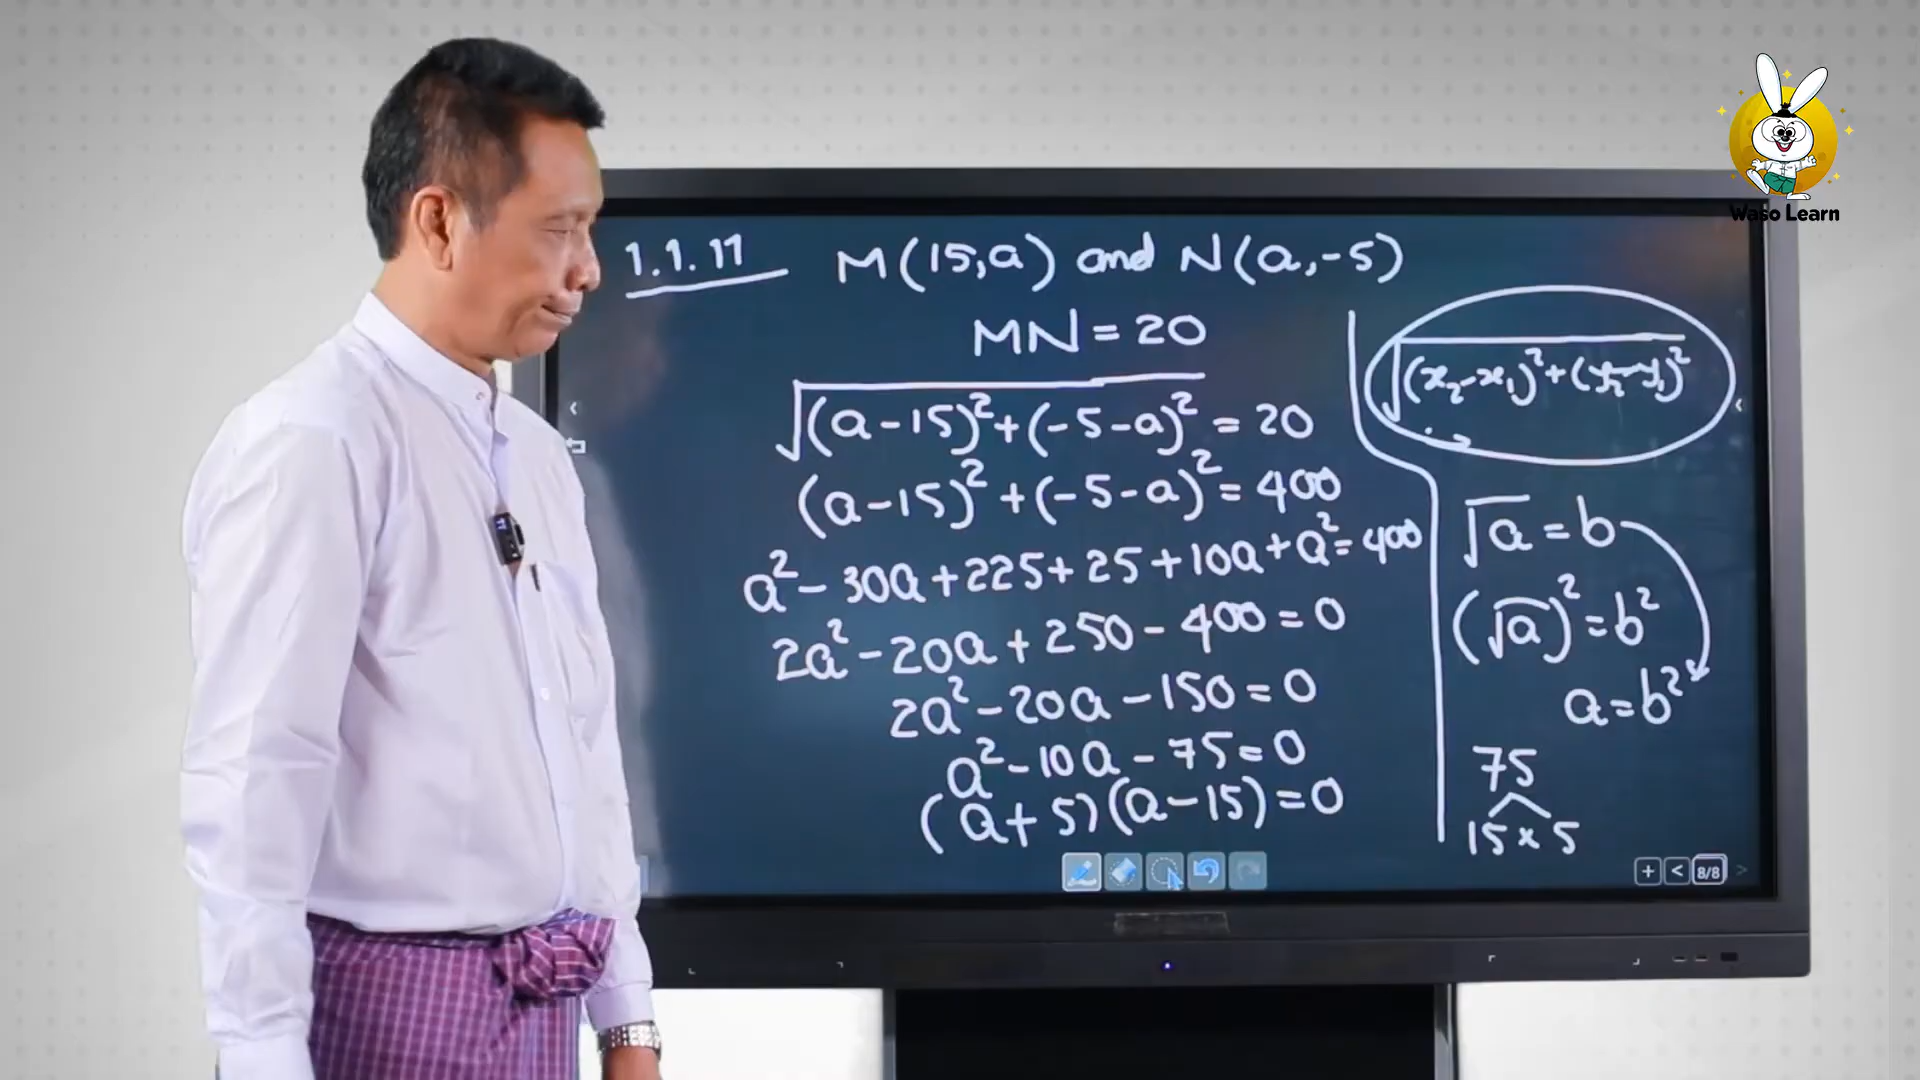 Waso Learn
1.1.11 M(15,a) and N(a,-5)
MN = 20
√((a-15)²+(-5-a)²) = 20
(a-15)²+(-5-a)² = 400
a²-30a+225+25+10a+a²=400
2a²-20a+250-400=0
2a²-20a-150=0
a²-10a-75=0
(a+5)(a-15)=0
√((x₂-x₁)²+(y₂-y₁)²)
√a = b
(√a)² = b²
a=b²
75
15 x 5
8/8